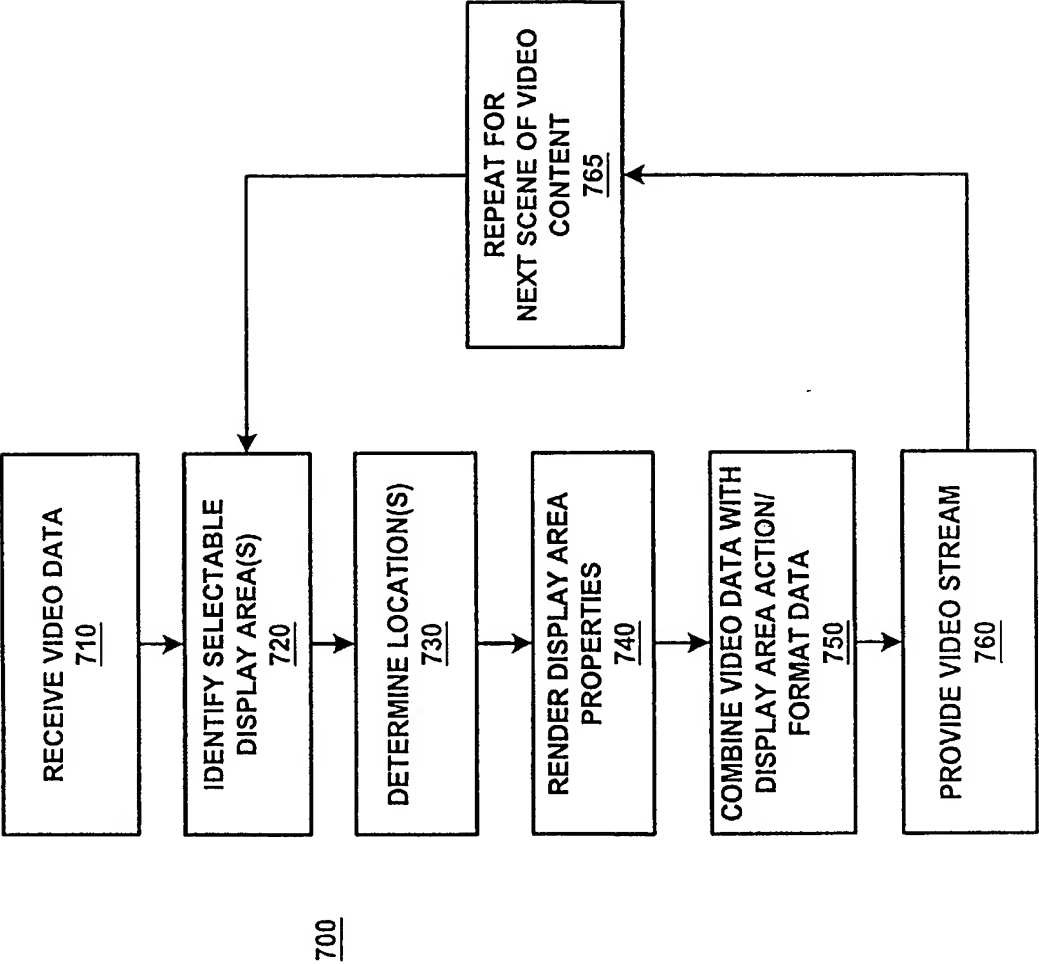 700
RECEIVE VIDEO DATA
710
IDENTIFY SELECTABLE
DISPLAY AREA(S)
720
DETERMINE LOCATION(S)
730
RENDER DISPLAY AREA
PROPERTIES
740
COMBINE VIDEO DATA WITH
DISPLAY AREA ACTION/
FORMAT DATA
750
PROVIDE VIDEO STREAM
760
REPEAT FOR
NEXT SCENE OF VIDEO
CONTENT
765